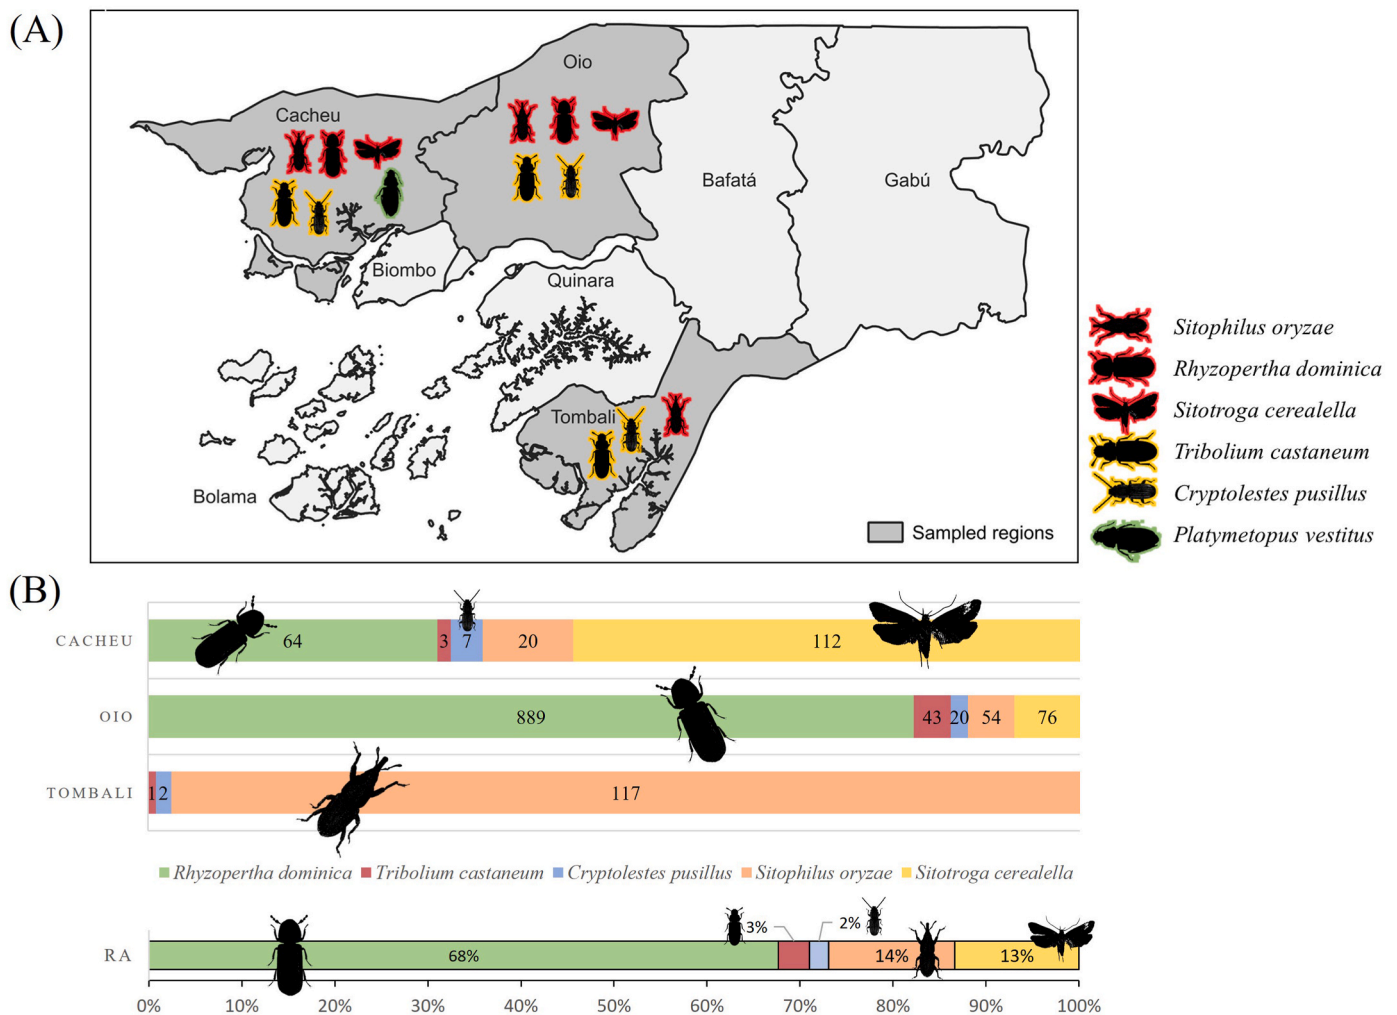 (A)
Oio
Cacheu
Bafatá
Gabú
Biombo
Quinara
Tombali
Bolama
Sampled regions
Sitophilus oryzae
Rhyzopertha dominica
Sitotroga cerealella
Tribolium castaneum
Cryptolestes pusillus
Platymetopus vestitus
(B)
CACHEU 64 3 7 20 112
OIO 889 43 20 54 76
TOMBALI 1 2 117
Rhyzopertha dominica Tribolium castaneum Cryptolestes pusillus Sitophilus oryzae Sitotroga cerealella
3% 2%
RA 68% 14% 13%
0% 10% 20% 30% 40% 50% 60% 70% 80% 90% 100%